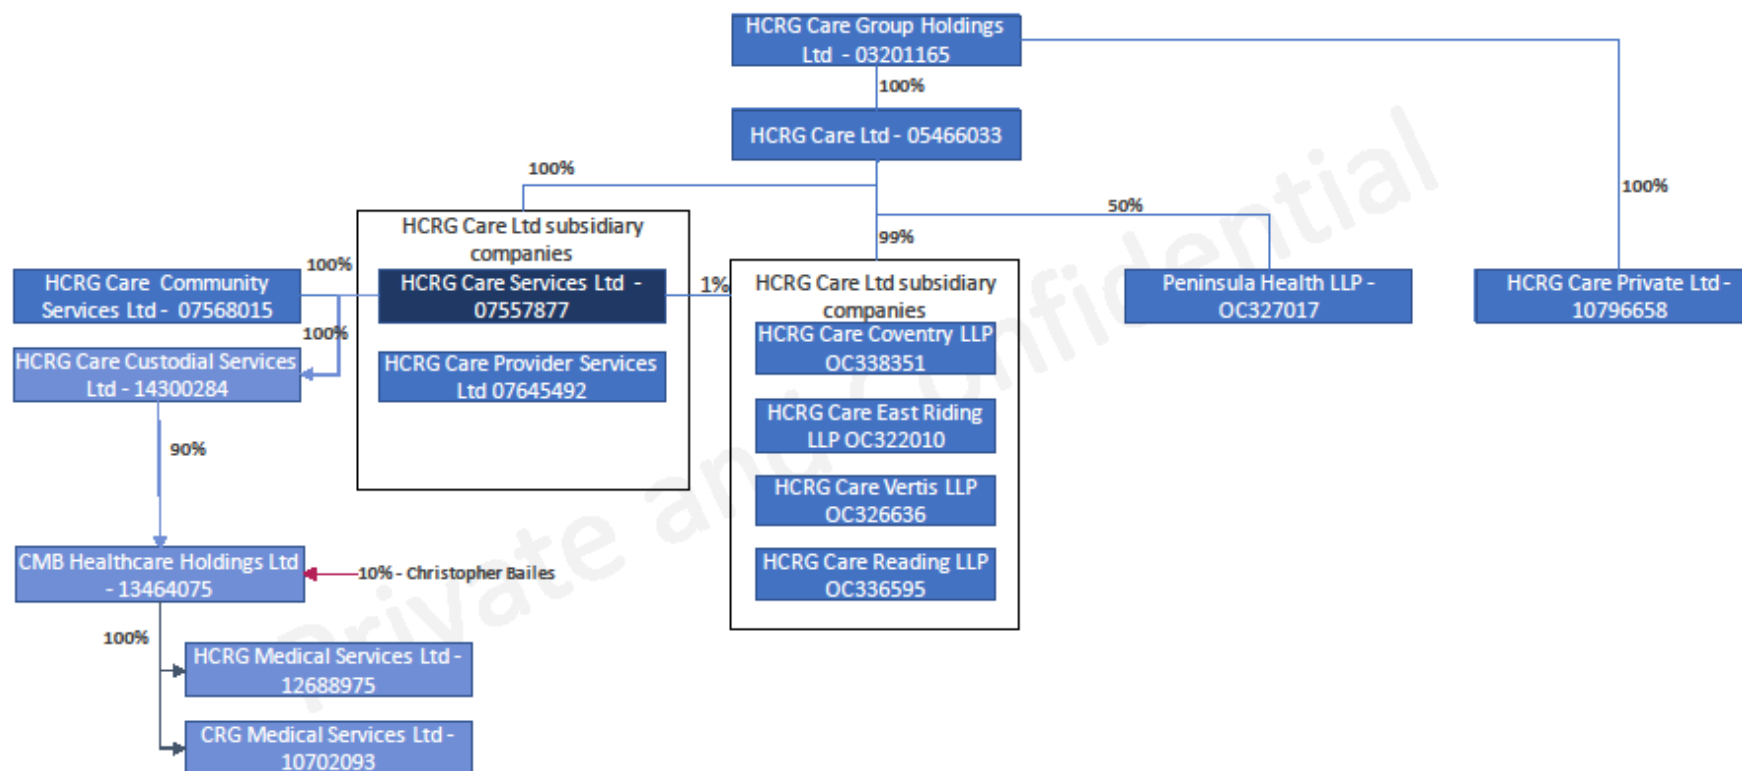 HCRG Care Group Holdings
Ltd - 03201165
100%
HCRG Care Ltd - 05466033
100%
100%
50%
99%
HCRG Care Ltd subsidiary
companies
100%
HCRG Care Community
Services Ltd - 07568015
HCRG Care Services Ltd -
07557877
1%
HCRG Care Ltd subsidiary
companies
Peninsula Health LLP -
OC327017
HCRG Care Private Ltd -
10796658
100%
HCRG Care Custodial Services
Ltd - 14300284
HCRG Care Provider Services
Ltd 07645492
HCRG Care Coventry LLP
OC338351
HCRG Care East Riding
LLP OC322010
90%
HCRG Care Vertis LLP
OC326636
CMB Healthcare Holdings Ltd
- 13464075
10% - Christopher Bailes
HCRG Care Reading LLP
OC336595
100%
HCRG Medical Services Ltd -
12688975
CRG Medical Services Ltd -
10702093
Private and Confidential